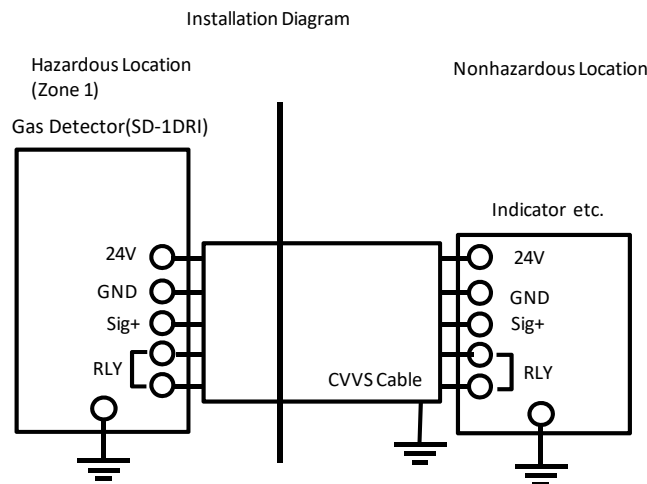 Installation Diagram
Hazardous Location
(Zone 1)
Nonhazardous Location
Gas Detector(SD-1DRI)
Indicator etc.
24V
GND
Sig+
RLY
24V
GND
Sig+
RLY
CVVS Cable